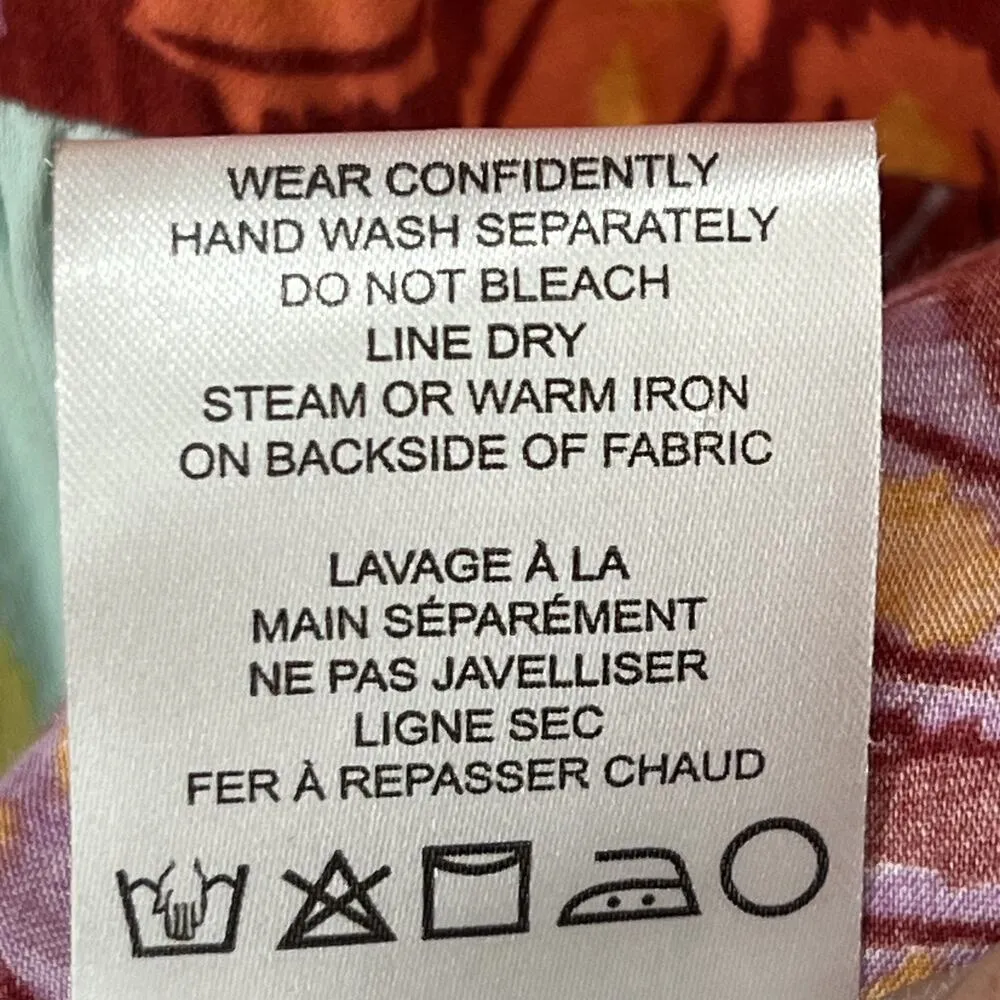 WEAR CONFIDENTLY
HAND WASH SEPARATELY
DO NOT BLEACH
LINE DRY
STEAM OR WARM IRON
ON BACKSIDE OF FABRIC
LAVAGE À LA
MAIN SÉPARÉMENT
NE PAS JAVELLISER
LIGNE SEC
FER À REPASSER CHAUD